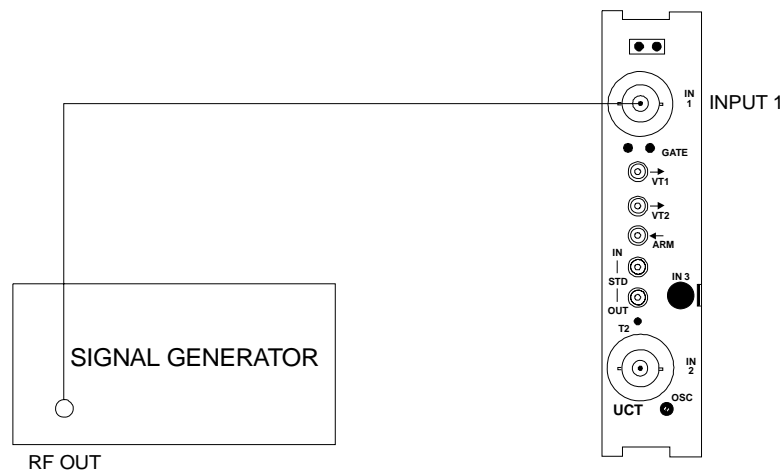 IN
1
INPUT 1
GATE
VT1
VT2
ARM
IN
STD
OUT
IN 3
T2
IN
2
OSC
UCT
SIGNAL GENERATOR
RF OUT